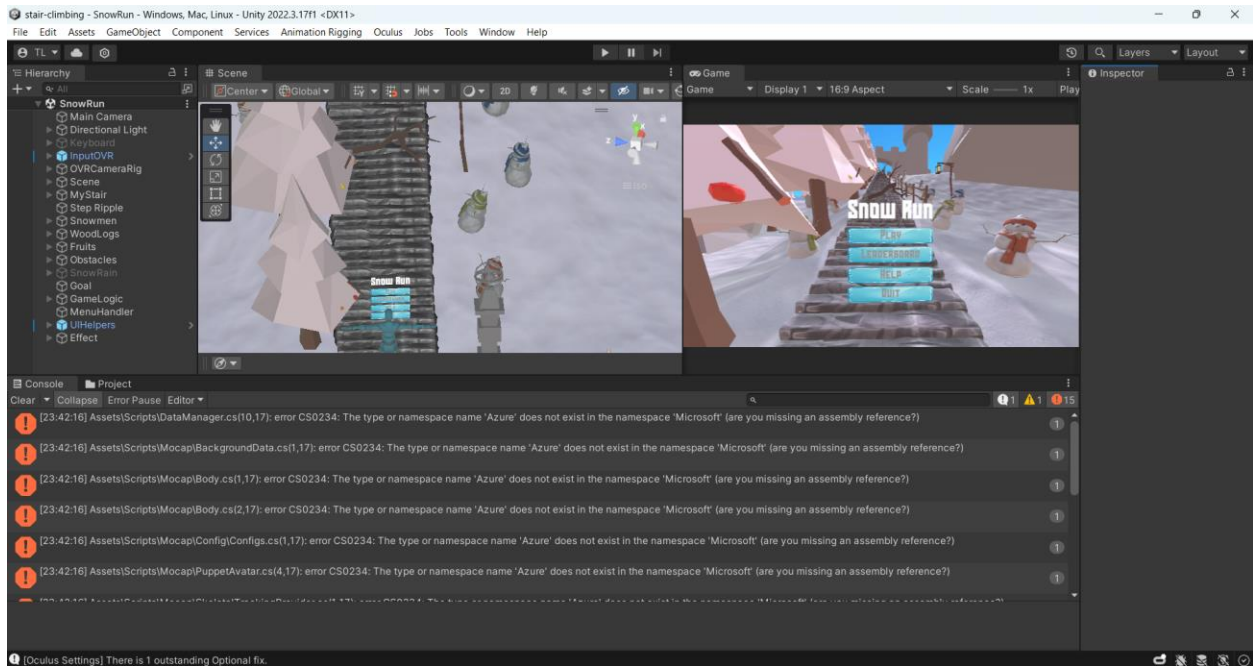 stair-climbing - SnowRun - Windows, Mac, Linux - Unity 2022.3.17f1 <DX11>
File Edit Assets GameObject Component Services Animation Rigging Oculus Jobs Tools Window Help
TL
Layers Layout
Hierarchy
Scene
Game
Inspector
All
Center Global 2D
Game Display 1 16:9 Aspect Scale 1x Play
SnowRun
Main Camera
Directional Light
Keyboard
InputOVR
OVRCameraRig
Scene
MyStair
Step Ripple
Snowmen
WoodLogs
Fruits
Obstacles
SnowRain
Goal
GameLogic
MenuHandler
UIHelpers
Effect
y
x
z
Iso
Snow Run
Snow Run
PLAY
LEADERBOARD
HELP
QUIT
Console Project
Clear Collapse Error Pause Editor 1 1 15
[23:42:16] Assets\Scripts\DataManager.cs(10,17): error CS0234: The type or namespace name 'Azure' does not exist in the namespace 'Microsoft' (are you missing an assembly reference?)
1
[23:42:16] Assets\Scripts\Mocap\BackgroundData.cs(1,17): error CS0234: The type or namespace name 'Azure' does not exist in the namespace 'Microsoft' (are you missing an assembly reference?)
1
[23:42:16] Assets\Scripts\Mocap\Body.cs(1,17): error CS0234: The type or namespace name 'Azure' does not exist in the namespace 'Microsoft' (are you missing an assembly reference?)
1
[23:42:16] Assets\Scripts\Mocap\Body.cs(2,17): error CS0234: The type or namespace name 'Azure' does not exist in the namespace 'Microsoft' (are you missing an assembly reference?)
1
[23:42:16] Assets\Scripts\Mocap\Config\Configs.cs(1,17): error CS0234: The type or namespace name 'Azure' does not exist in the namespace 'Microsoft' (are you missing an assembly reference?)
1
[23:42:16] Assets\Scripts\Mocap\PuppetAvatar.cs(4,17): error CS0234: The type or namespace name 'Azure' does not exist in the namespace 'Microsoft' (are you missing an assembly reference?)
1
[Oculus Settings] There is 1 outstanding Optional fix.